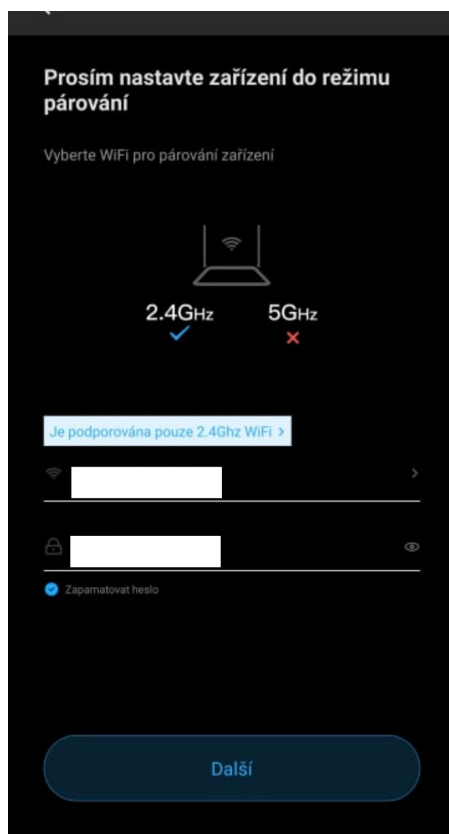 Prosím nastavte zařízení do režimu
párování
Vyberte WiFi pro párování zařízení
2.4GHz
5GHz
Je podporována pouze 2.4Ghz WiFi >
Zapamatovat heslo
Další